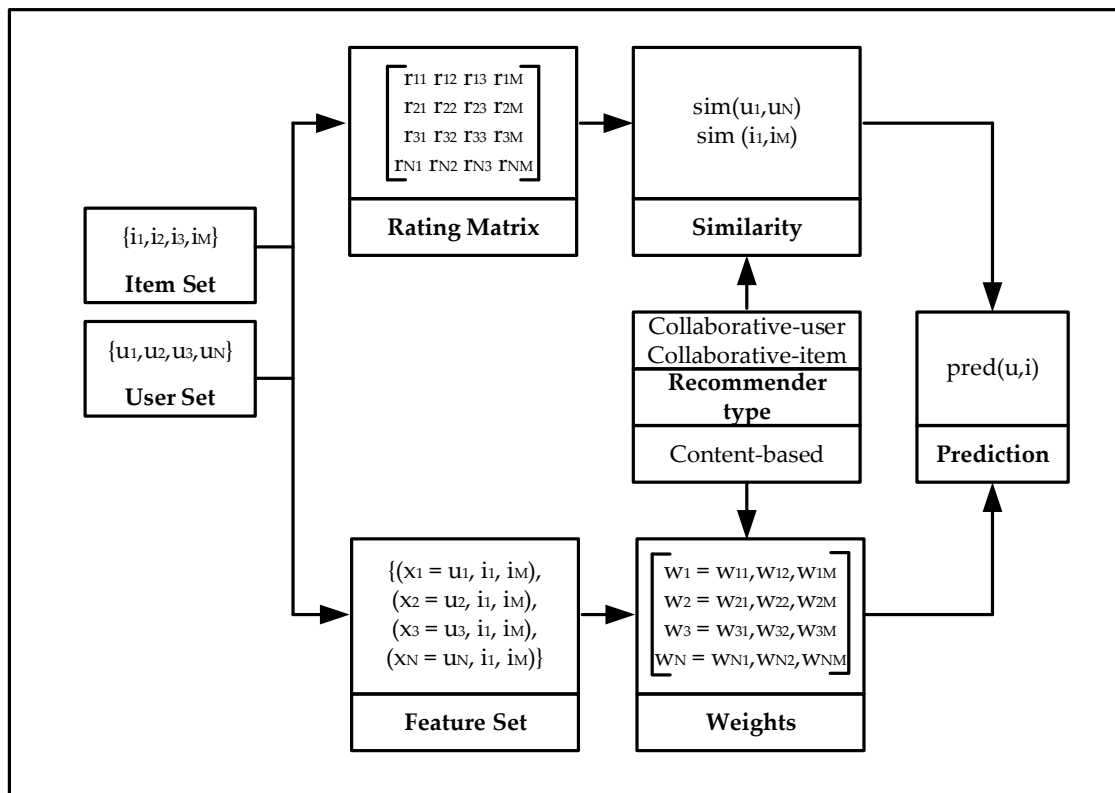 r11 r12 r13 r1M
r21 r22 r23 r2M
r31 r32 r33 r3M
rN1 rN2 rN3 rNM
Rating Matrix
sim(u1,uN)
sim (i1,iM)
Similarity
{i1,i2,i3,iM}
Item Set
{u1,u2,u3,uN}
User Set
Collaborative-user
Collaborative-item
Recommender
type
Content-based
pred(u,i)
Prediction
{(x1 = u1, i1, iM),
(x2 = u2, i1, iM),
(x3 = u3, i1, iM),
(xN = uN, i1, iM)}
Feature Set
w1 = w11,w12,w1M
w2 = w21,w22,w2M
w3 = w31,w32,w3M
wN = wN1,wN2,wNM
Weights